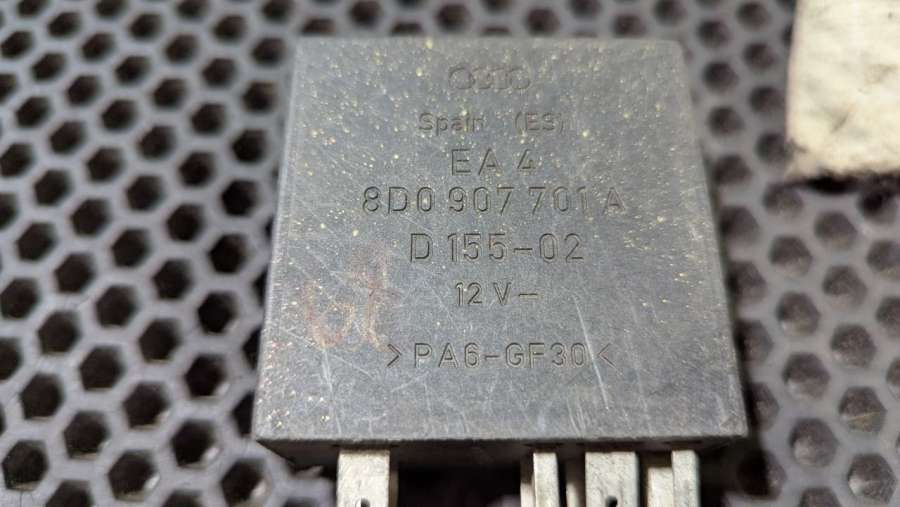 Spain (ES)
EA 4
8D0 907 701 A
D 155-02
12 V-
>PA6-GF30<